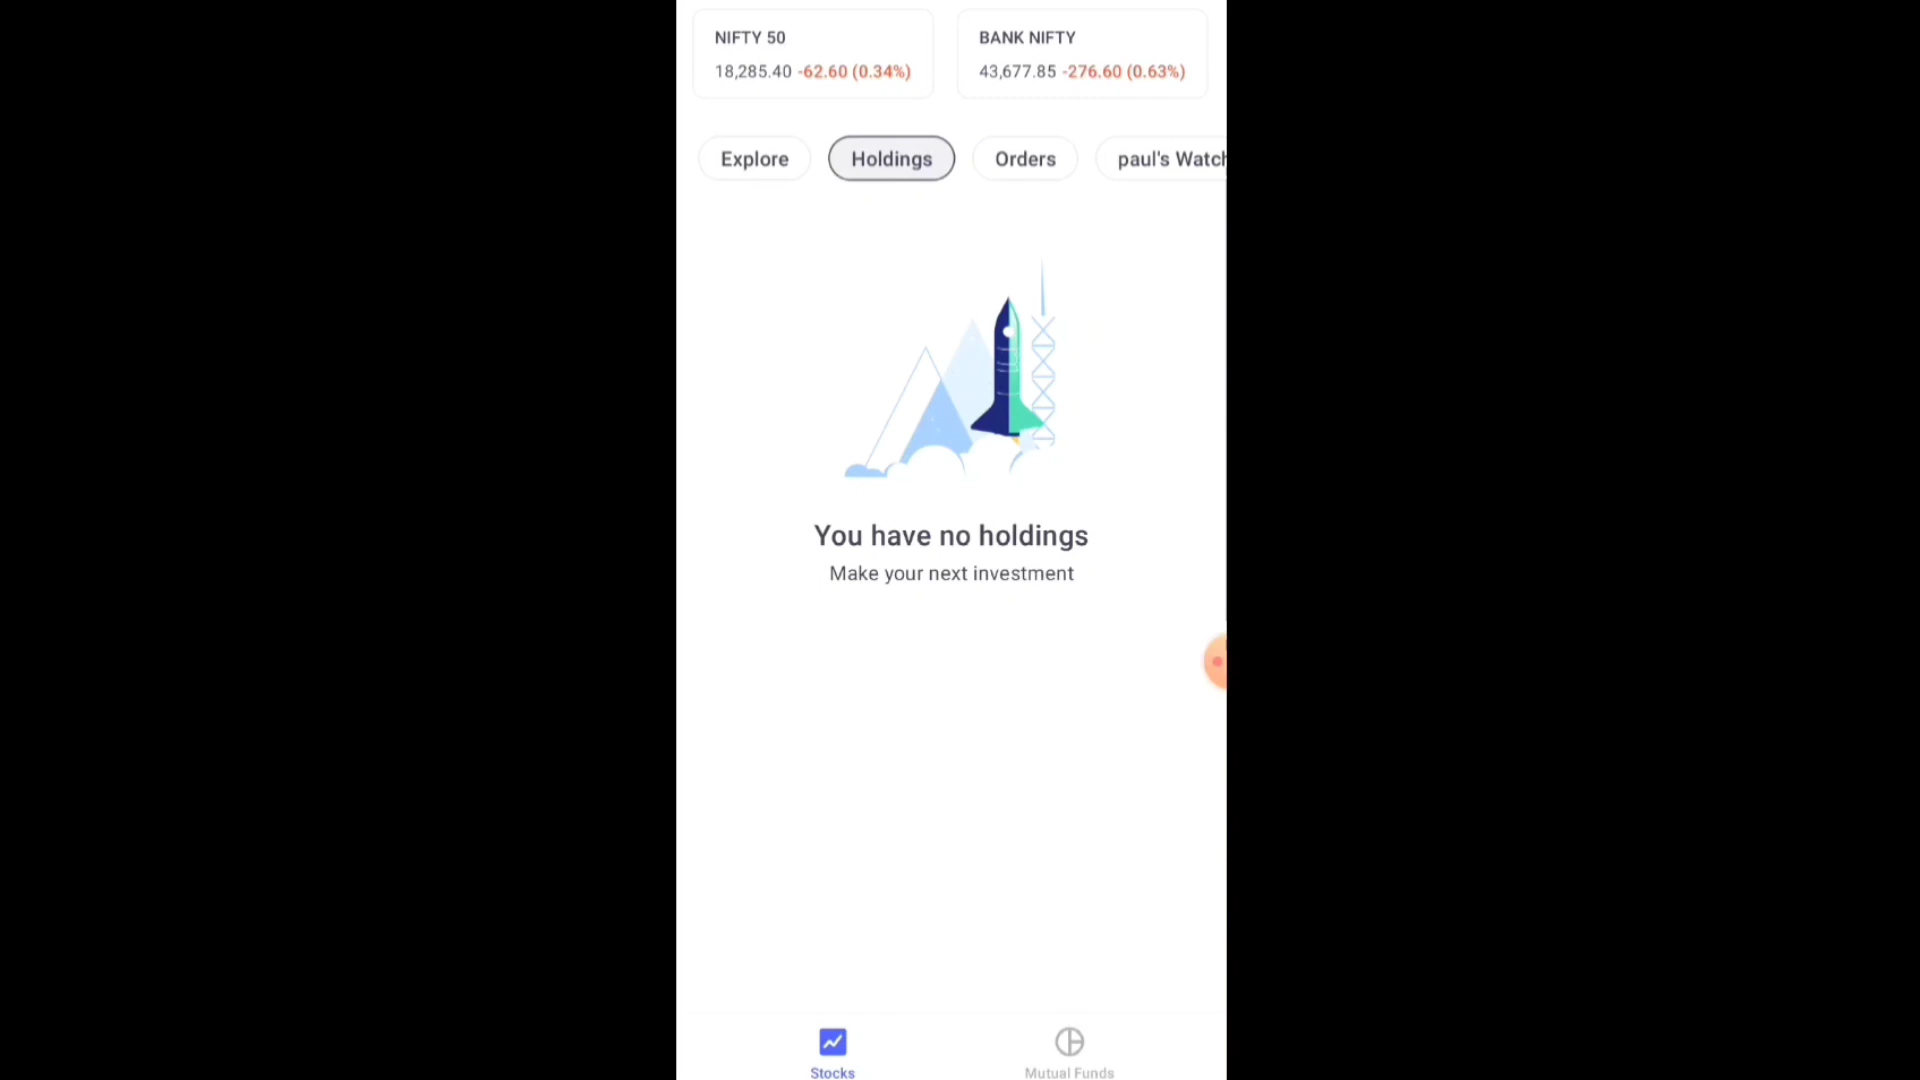 NIFTY 50
18,285.40 -62.60 (0.34%)
BANK NIFTY
43,677.85 -276.60 (0.63%)
Explore
Holdings
Orders
paul's Watch
You have no holdings
Make your next investment
Stocks
Mutual Funds